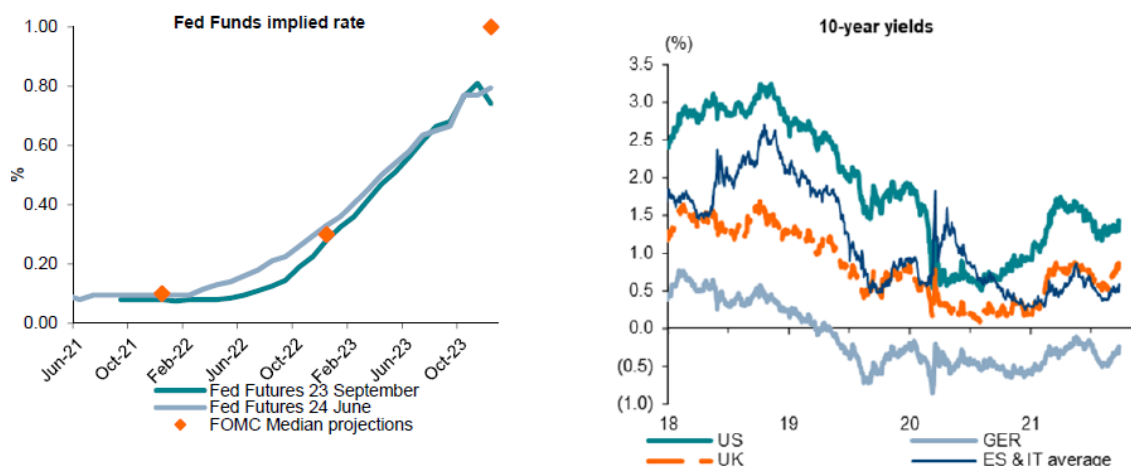 Fed Funds implied rate
1.00
0.80
0.60
0.40
0.20
0.00
%
Jun-21
Oct-21
Feb-22
Jun-22
Oct-22
Feb-23
Jun-23
Oct-23
Fed Futures 23 September
Fed Futures 24 June
FOMC Median projections
10-year yields
(%)
3.5
3.0
2.5
2.0
1.5
1.0
0.5
0.0
(0.5)
(1.0)
18 19 20 21
US GER
UK ES & IT average